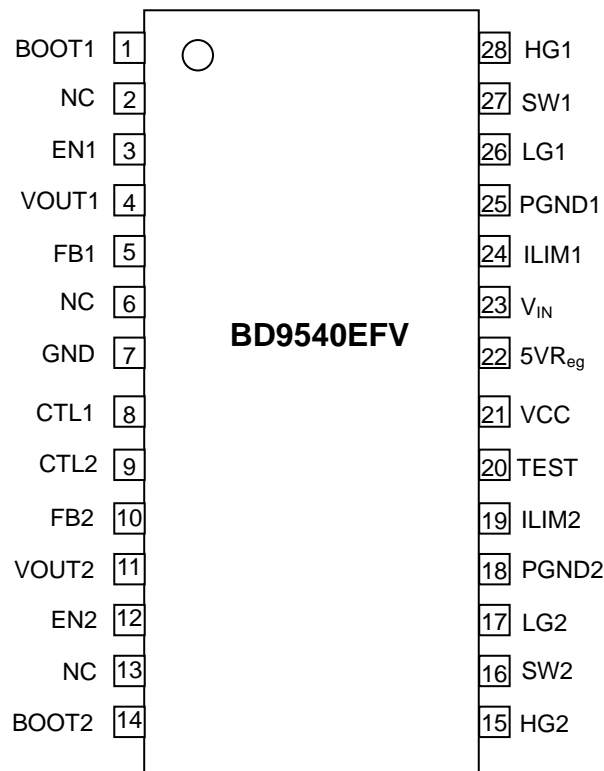 BOOT1 1 28 HG1
NC 2 27 SW1
EN1 3 26 LG1
VOUT1 4 25 PGND1
FB1 5 24 ILIM1
NC 6 23 VIN
BD9540EFV
GND 7 22 5VReg
CTL1 8 21 VCC
CTL2 9 20 TEST
FB2 10 19 ILIM2
VOUT2 11 18 PGND2
EN2 12 17 LG2
NC 13 16 SW2
BOOT2 14 15 HG2